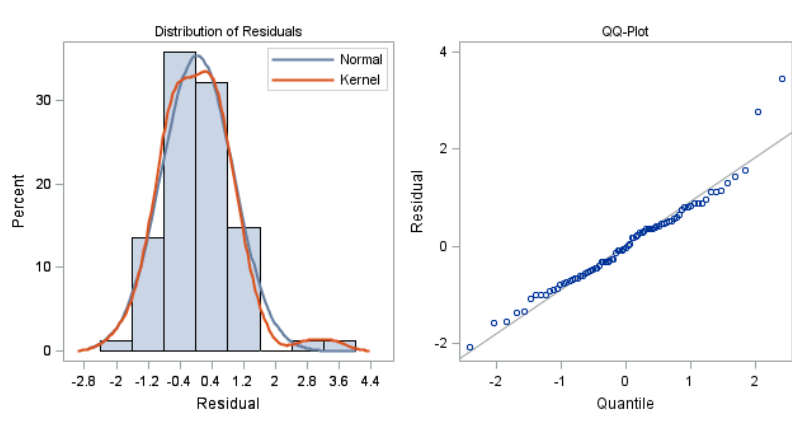 Distribution of Residuals
Normal
Kernel
Percent
30
20
10
0
-2.8 -2 -1.2 -0.4 0.4 1.2 2 2.8 3.6 4.4
Residual
QQ-Plot
Residual
4
2
0
-2
-2 -1 0 1 2
Quantile